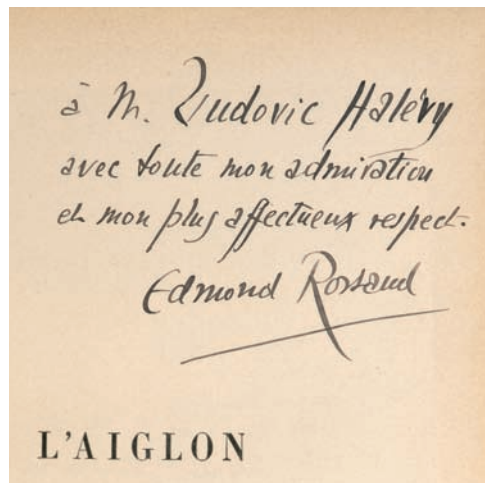 à M. Ludovic Halévy
avec toute mon admiration
et mon plus affectueux respect.
Edmond Rostand
L'AIGLON